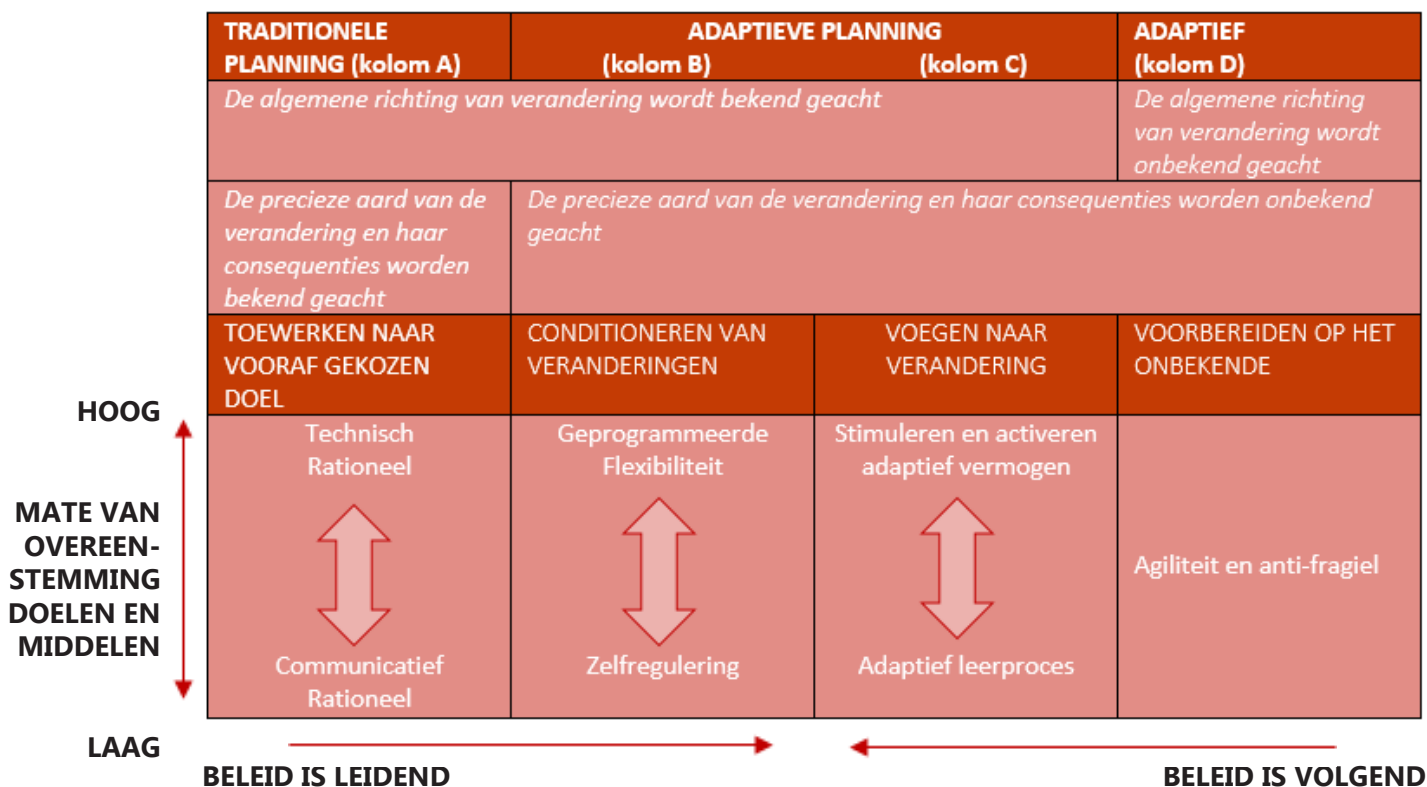 TRADITIONELE
PLANNING (kolom A)
ADAPTIEVE PLANNING
(kolom B)
(kolom C)
ADAPTIEF
(kolom D)
De algemene richting van verandering wordt bekend geacht
De algemene richting
van verandering wordt
onbekend geacht
De precieze aard van de
verandering en haar
consequenties worden
bekend geacht
De precieze aard van de verandering en haar consequenties worden onbekend
geacht
TOEWERKEN NAAR
VOORAF GEKOZEN
DOEL
CONDITIONEREN VAN
VERANDERINGEN
VOEGEN NAAR
VERANDERING
VOORBEREIDEN OP HET
ONBEKENDE
HOOG
MATE VAN
OVEREEN-
STEMMING
DOELEN EN
MIDDELEN
LAAG
Technisch
Rationeel
Communicatief
Rationeel
Geprogrammeerde
Flexibiliteit
Zelfregulering
Stimuleren en activeren
adaptief vermogen
Adaptief leerproces
Agiliteit en anti-fragiel
BELEID IS LEIDEND
BELEID IS VOLGEND